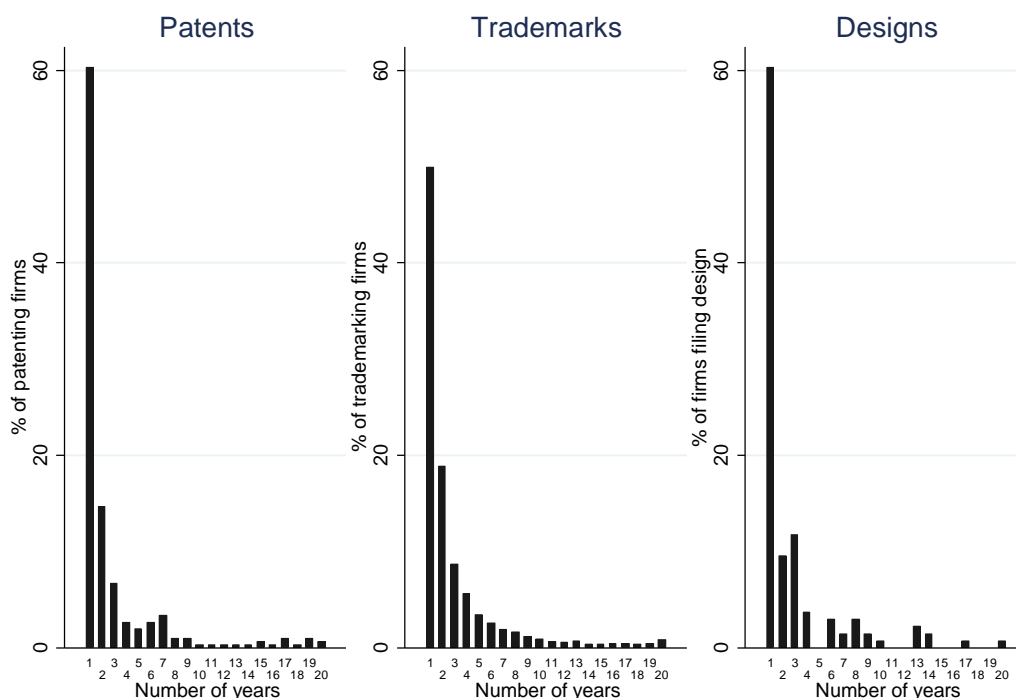 Patents
% of patenting firms
60
40
20
0
1 3 5 7 9 11 13 15 17 19
2 4 6 8 10 12 14 16 18 20
Number of years
Trademarks
% of trademarking firms
60
40
20
0
1 3 5 7 9 11 13 15 17 19
2 4 6 8 10 12 14 16 18 20
Number of years
Designs
% of firms filing design
60
40
20
0
1 3 5 7 9 11 13 15 17 19
2 4 6 8 10 12 14 16 18 20
Number of years